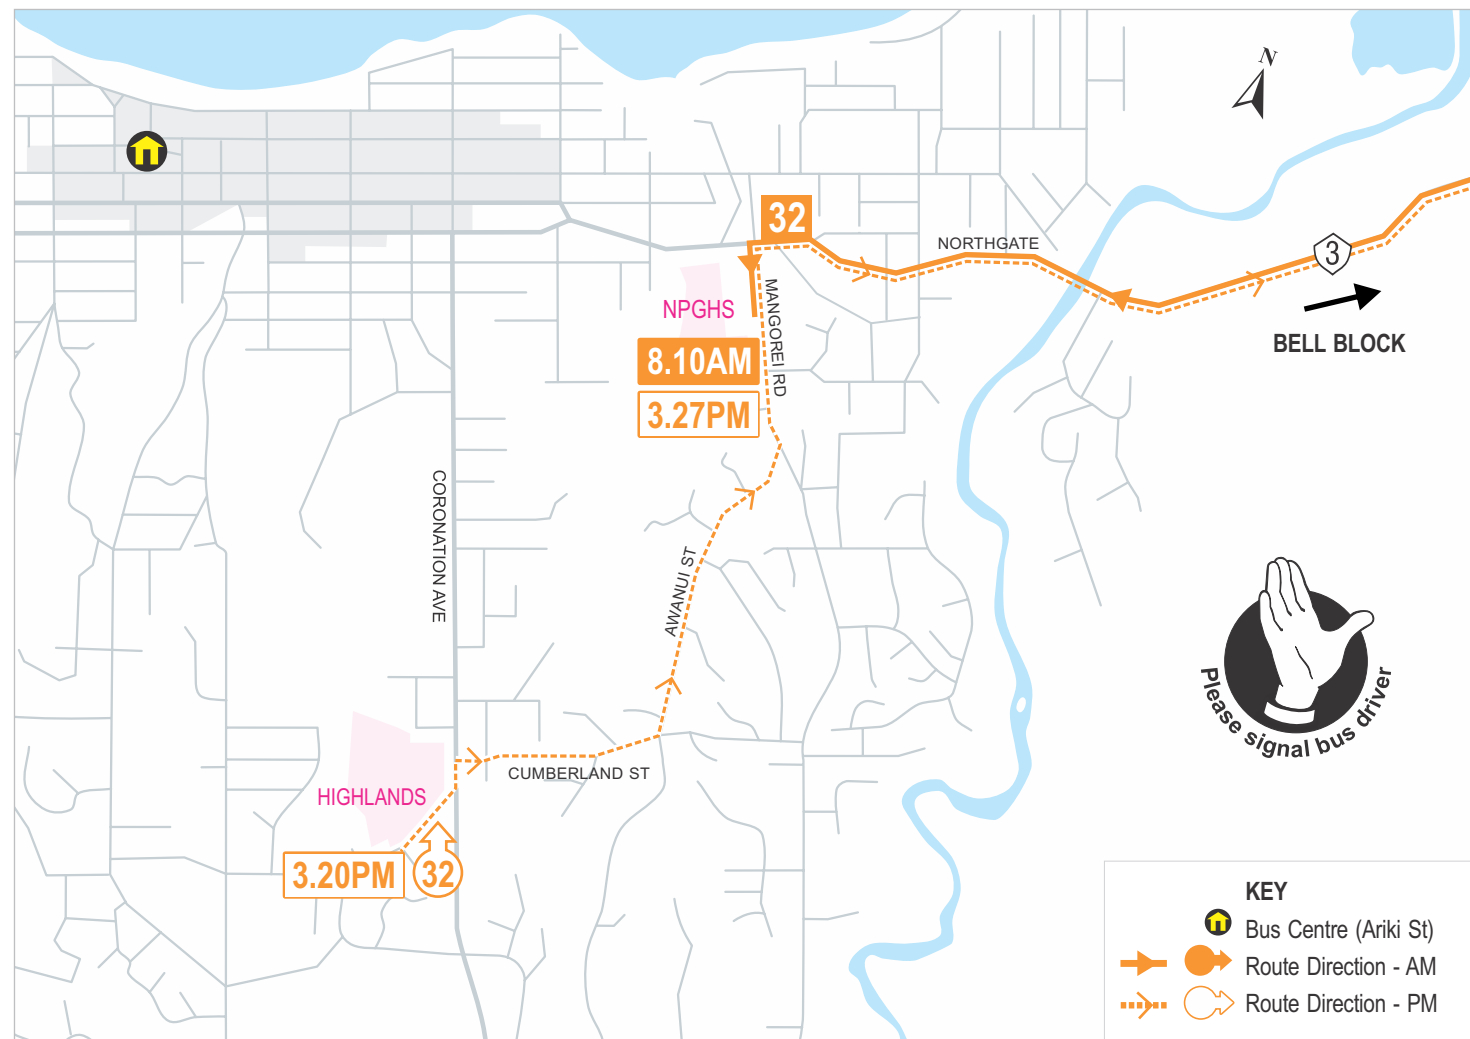 N
32
NORTHGATE
3
BELL BLOCK
NPGHS
MANGOREI RD
8.10AM
3.27PM
CORONATION AVE
AWANUI ST
Please signal bus driver
CUMBERLAND ST
HIGHLANDS
3.20PM
32
KEY
Bus Centre (Ariki St)
Route Direction - AM
Route Direction - PM